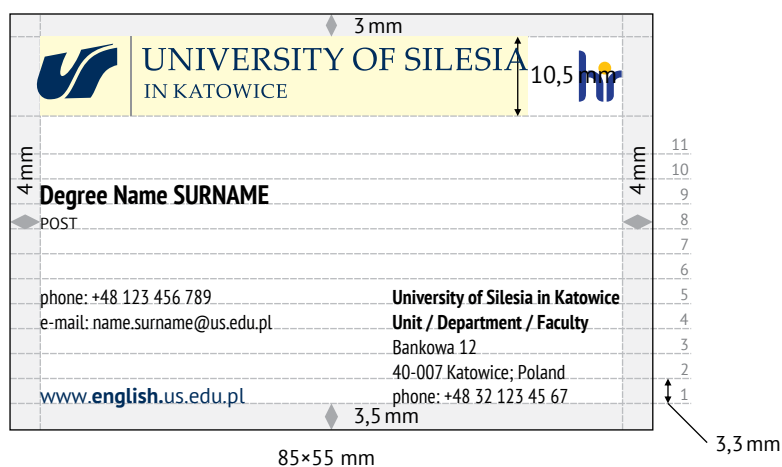 3 mm
UNIVERSITY OF SILESIA
IN KATOWICE
10,5 mm
hr
4 mm
4 mm
11
10
Degree Name SURNAME
9
POST
8
7
6
phone: +48 123 456 789
University of Silesia in Katowice
5
e-mail: name.surname@us.edu.pl
Unit / Department / Faculty
4
Bankowa 12
3
40-007 Katowice; Poland
2
www.english.us.edu.pl
phone: +48 32 123 45 67
1
3,5 mm
3,3 mm
85×55 mm